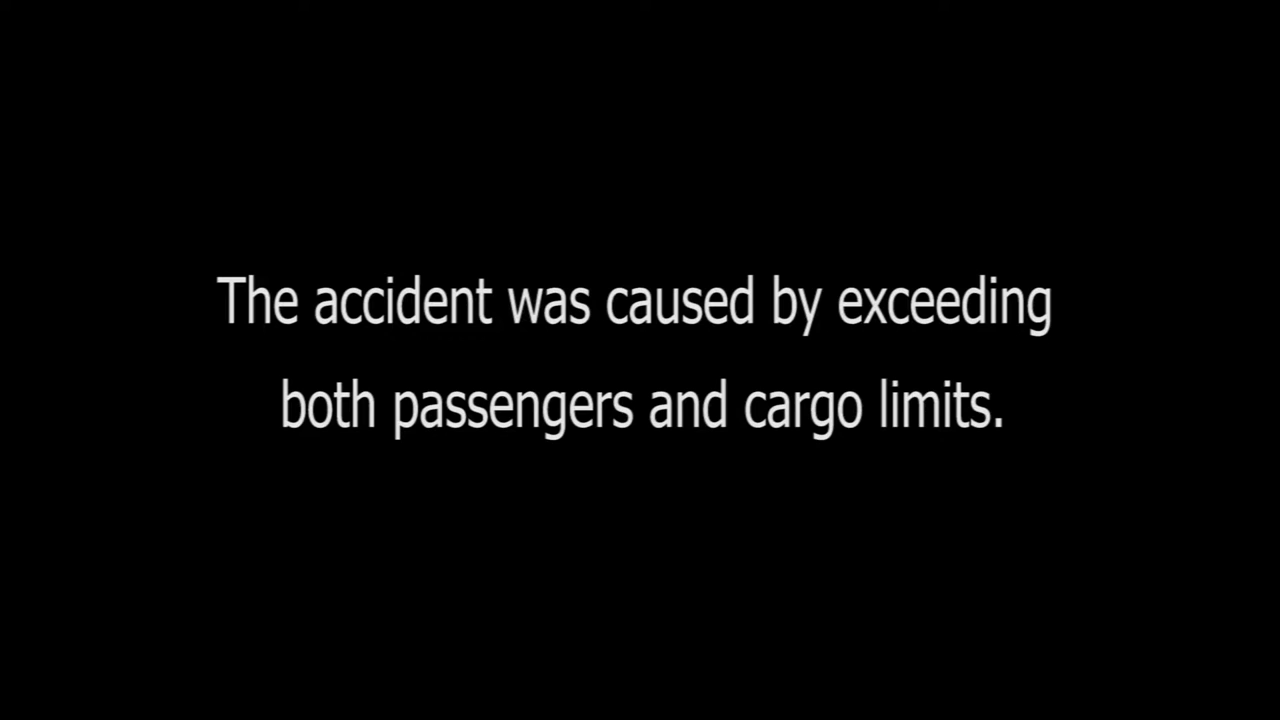 The accident was caused by exceeding
both passengers and cargo limits.